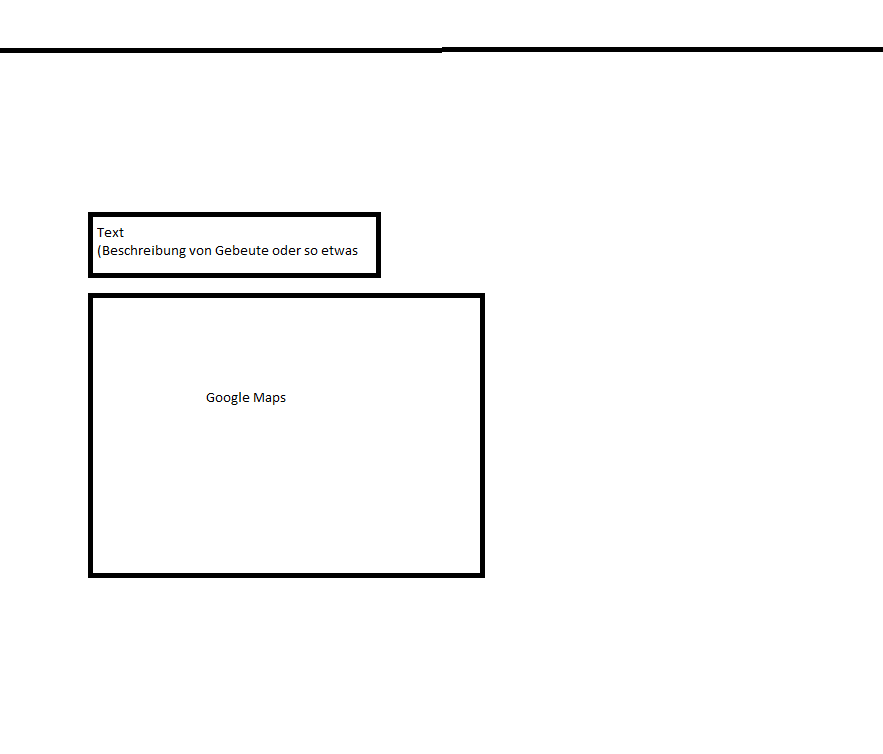 Text
(Beschreibung von Gebeute oder so etwas
Google Maps